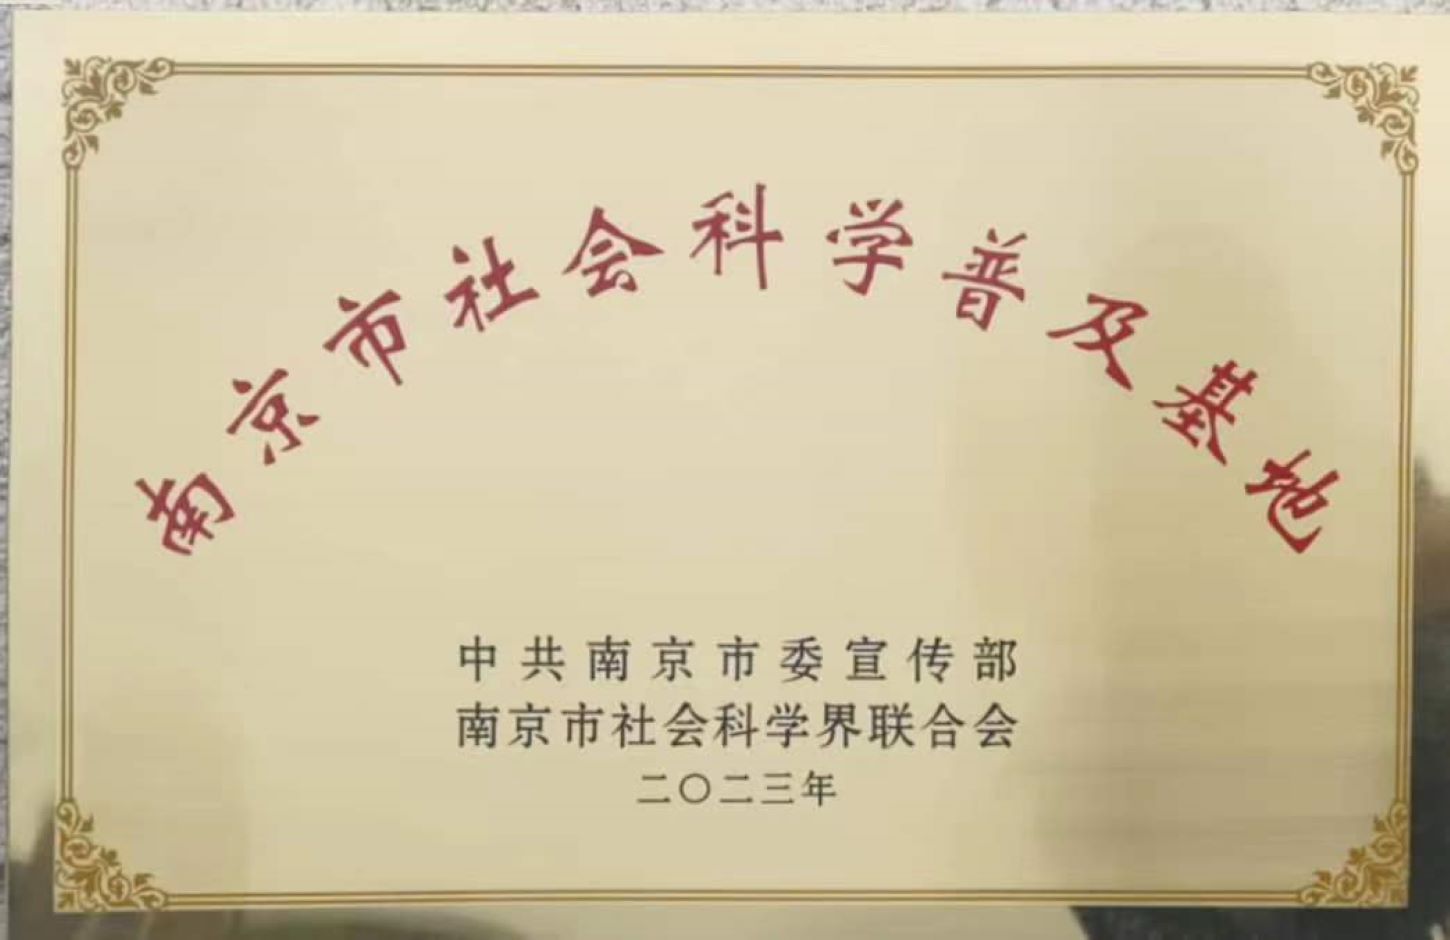 南京市社会科学普及基地
中共南京市委宣传部
南京市社会科学界联合会
二〇二三年